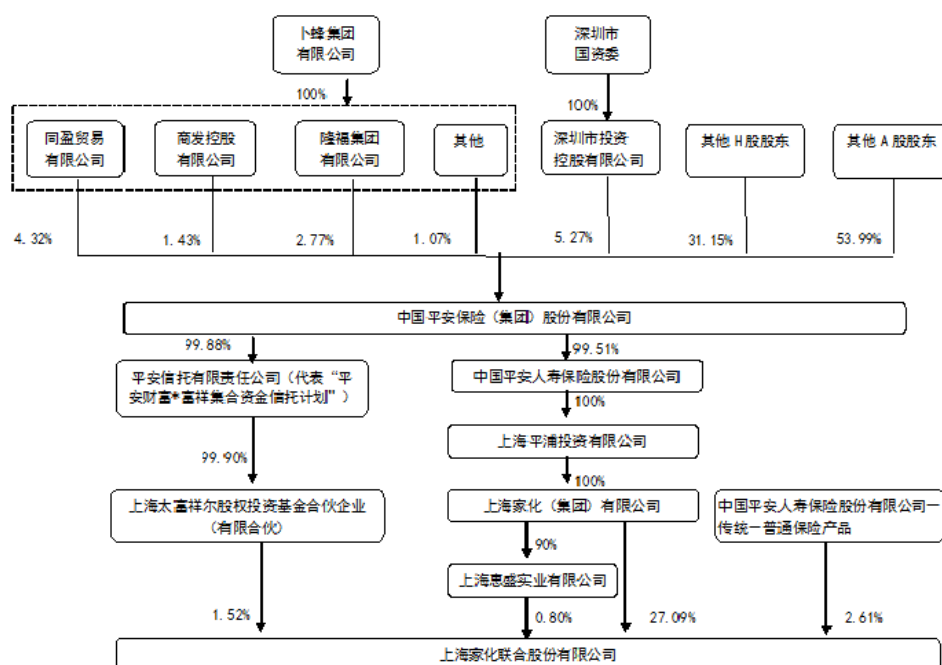 卜蜂集团
有限公司
深圳市
国资委
100%
100%
同盈贸易
有限公司
商发控股
有限公司
隆福集团
有限公司
其他
深圳市投资
控股有限公司
其他 H 股股东
其他 A 股股东
4.32%
1.43%
2.77%
1.07%
5.27%
31.15%
53.99%
中国平安保险（集团）股份有限公司
99.88%
99.51%
平安信托有限责任公司（代表“平
安财富*富祥集合资金信托计划”）
中国平安人寿保险股份有限公司
100%
上海平浦投资有限公司
99.90%
100%
上海太富祥尔股权投资基金合伙企业
（有限合伙）
上海家化（集团）有限公司
中国平安人寿保险股份有限公司—
传统—普通保险产品
90%
上海惠盛实业有限公司
1.52%
0.80%
27.09%
2.61%
上海家化联合股份有限公司